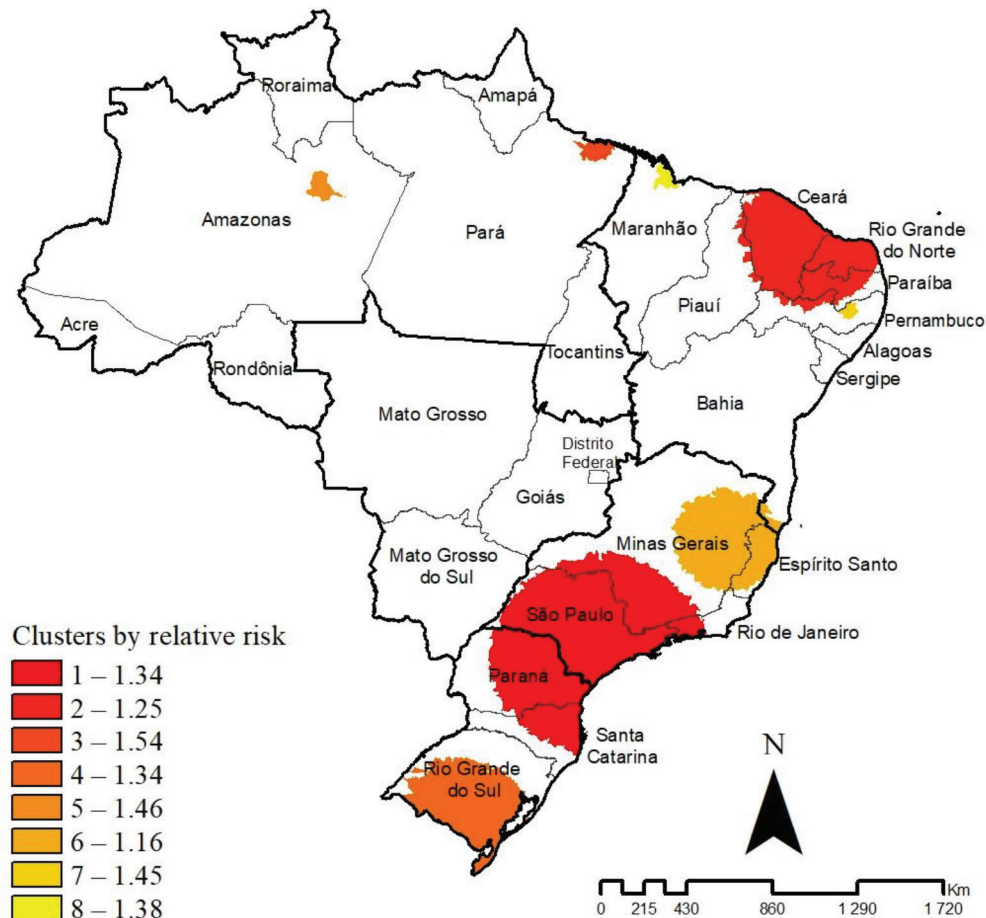 Roraima
Amapá
Amazonas
Pará
Maranhão
Ceará
Rio Grande
do Norte
Paraíba
Piauí
Pernambuco
Acre
Alagoas
Tocantins
Rondônia
Sergipe
Bahia
Mato Grosso
Distrito
Federal
Goiás
Minas Gerais
Mato Grosso
do Sul
Espírito Santo
São Paulo
Rio de Janeiro
Paraná
Santa
Catarina
Rio Grande
do Sul
Clusters by relative risk
1 – 1.34
2 – 1.25
3 – 1.54
4 – 1.34
5 – 1.46
6 – 1.16
7 – 1.45
8 – 1.38
N
Km
0 215 430 860 1290 1720